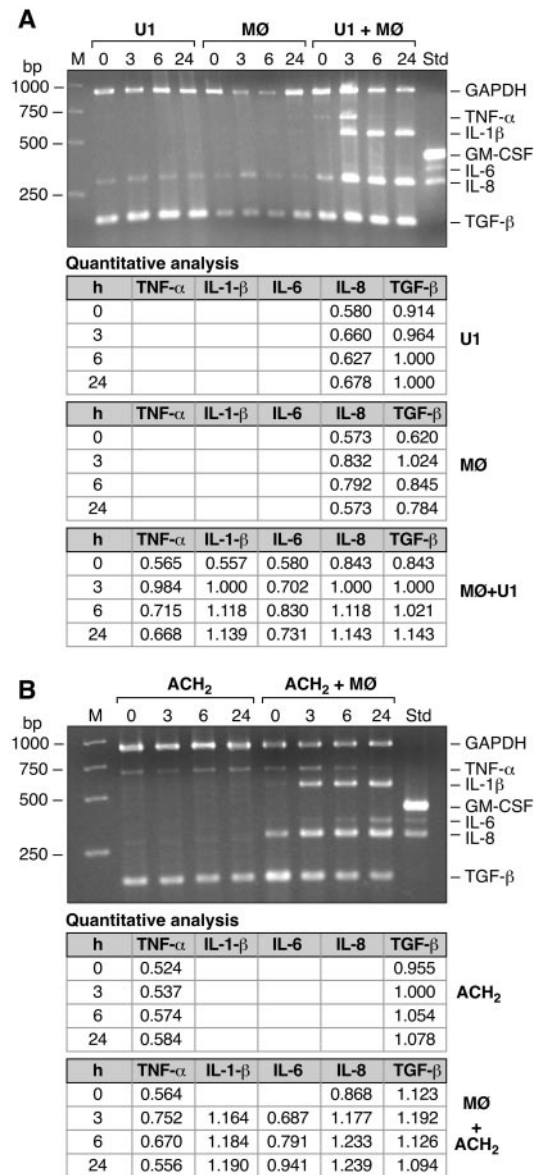 A
U1 MØ U1 + MØ
M 0 3 6 24 0 3 6 24 0 3 6 24 Std
bp
1000 – – GAPDH
750 – – TNF-α
– IL-1β
500 – – GM-CSF
– IL-6
250 – – IL-8
– TGF-β
Quantitative analysis
h TNF-α IL-1-β IL-6 IL-8 TGF-β
0 0.580 0.914
3 0.660 0.964
6 0.627 1.000
24 0.678 1.000
U1
h TNF-α IL-1-β IL-6 IL-8 TGF-β
0 0.573 0.620
3 0.832 1.024
6 0.792 0.845
24 0.573 0.784
MØ
h TNF-α IL-1-β IL-6 IL-8 TGF-β
0 0.565 0.557 0.580 0.843 0.843
3 0.984 1.000 0.702 1.000 1.000
6 0.715 1.118 0.830 1.118 1.021
24 0.668 1.139 0.731 1.143 1.143
MØ+U1
B
ACH2 ACH2 + MØ
bp M 0 3 6 24 0 3 6 24 Std
1000 – – GAPDH
750 – – TNF-α
– IL-1β
500 – – GM-CSF
– IL-6
– IL-8
250 –
– TGF-β
Quantitative analysis
h TNF-α IL-1-β IL-6 IL-8 TGF-β
0 0.524 0.955
3 0.537 1.000
6 0.574 1.054
24 0.584 1.078
ACH2
h TNF-α IL-1-β IL-6 IL-8 TGF-β
0 0.564 0.868 1.123
3 0.752 1.164 0.687 1.177 1.192
6 0.670 1.184 0.791 1.233 1.126
24 0.556 1.190 0.941 1.239 1.094
MØ
+
ACH2